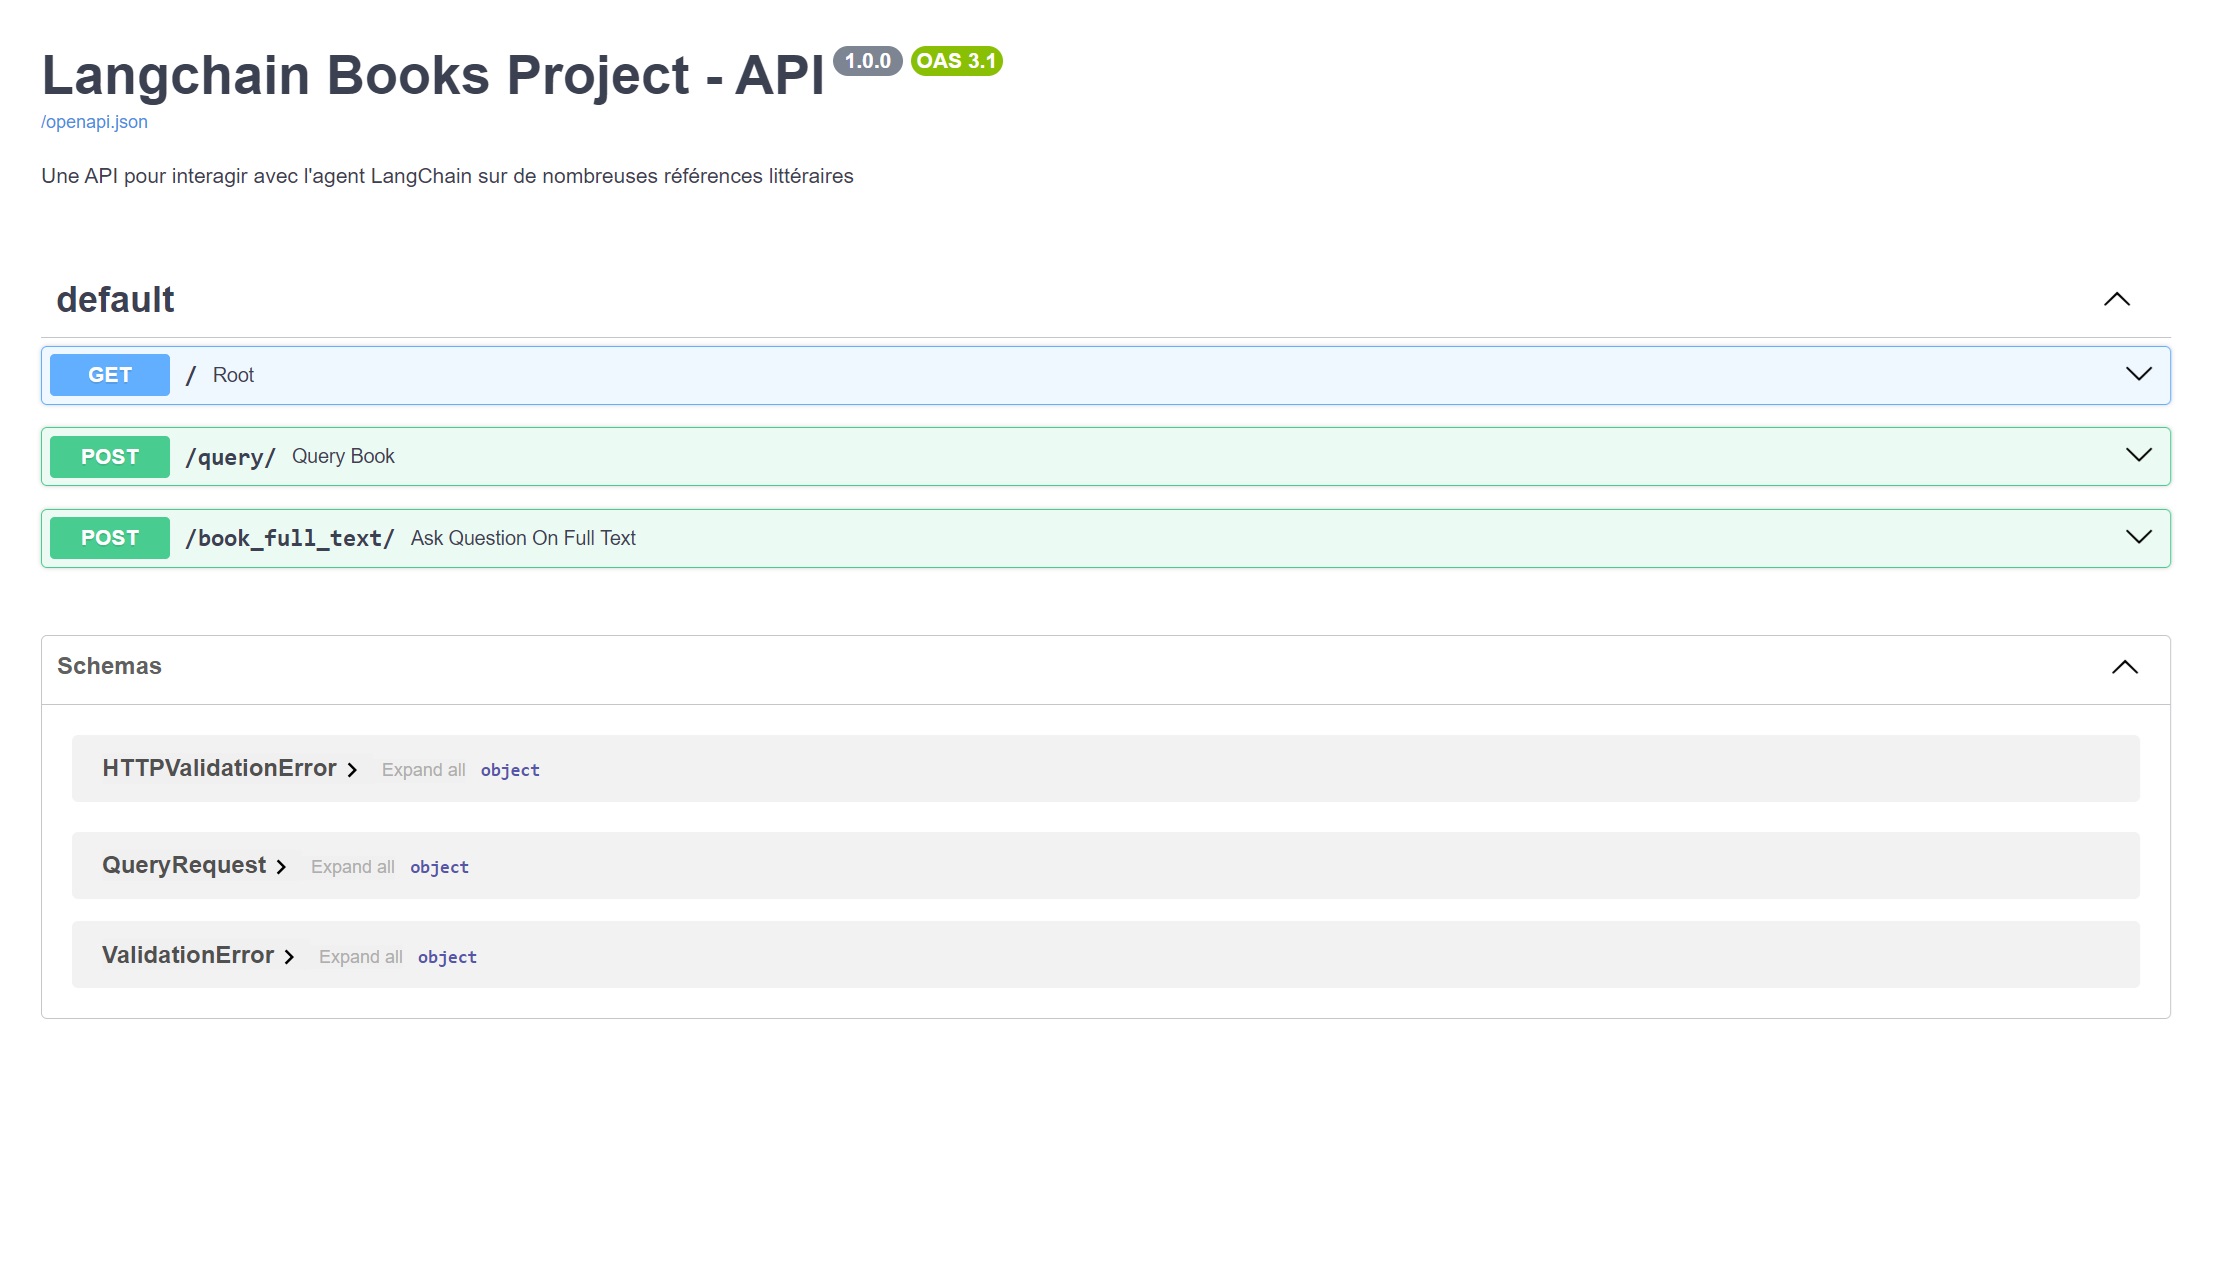 Langchain Books Project - API 1.0.0 OAS 3.1
/openapi.json
Une API pour interagir avec l'agent LangChain sur de nombreuses références littéraires
default
GET / Root
POST /query/ Query Book
POST /book_full_text/ Ask Question On Full Text
Schemas
HTTPValidationError Expand all object
QueryRequest Expand all object
ValidationError Expand all object